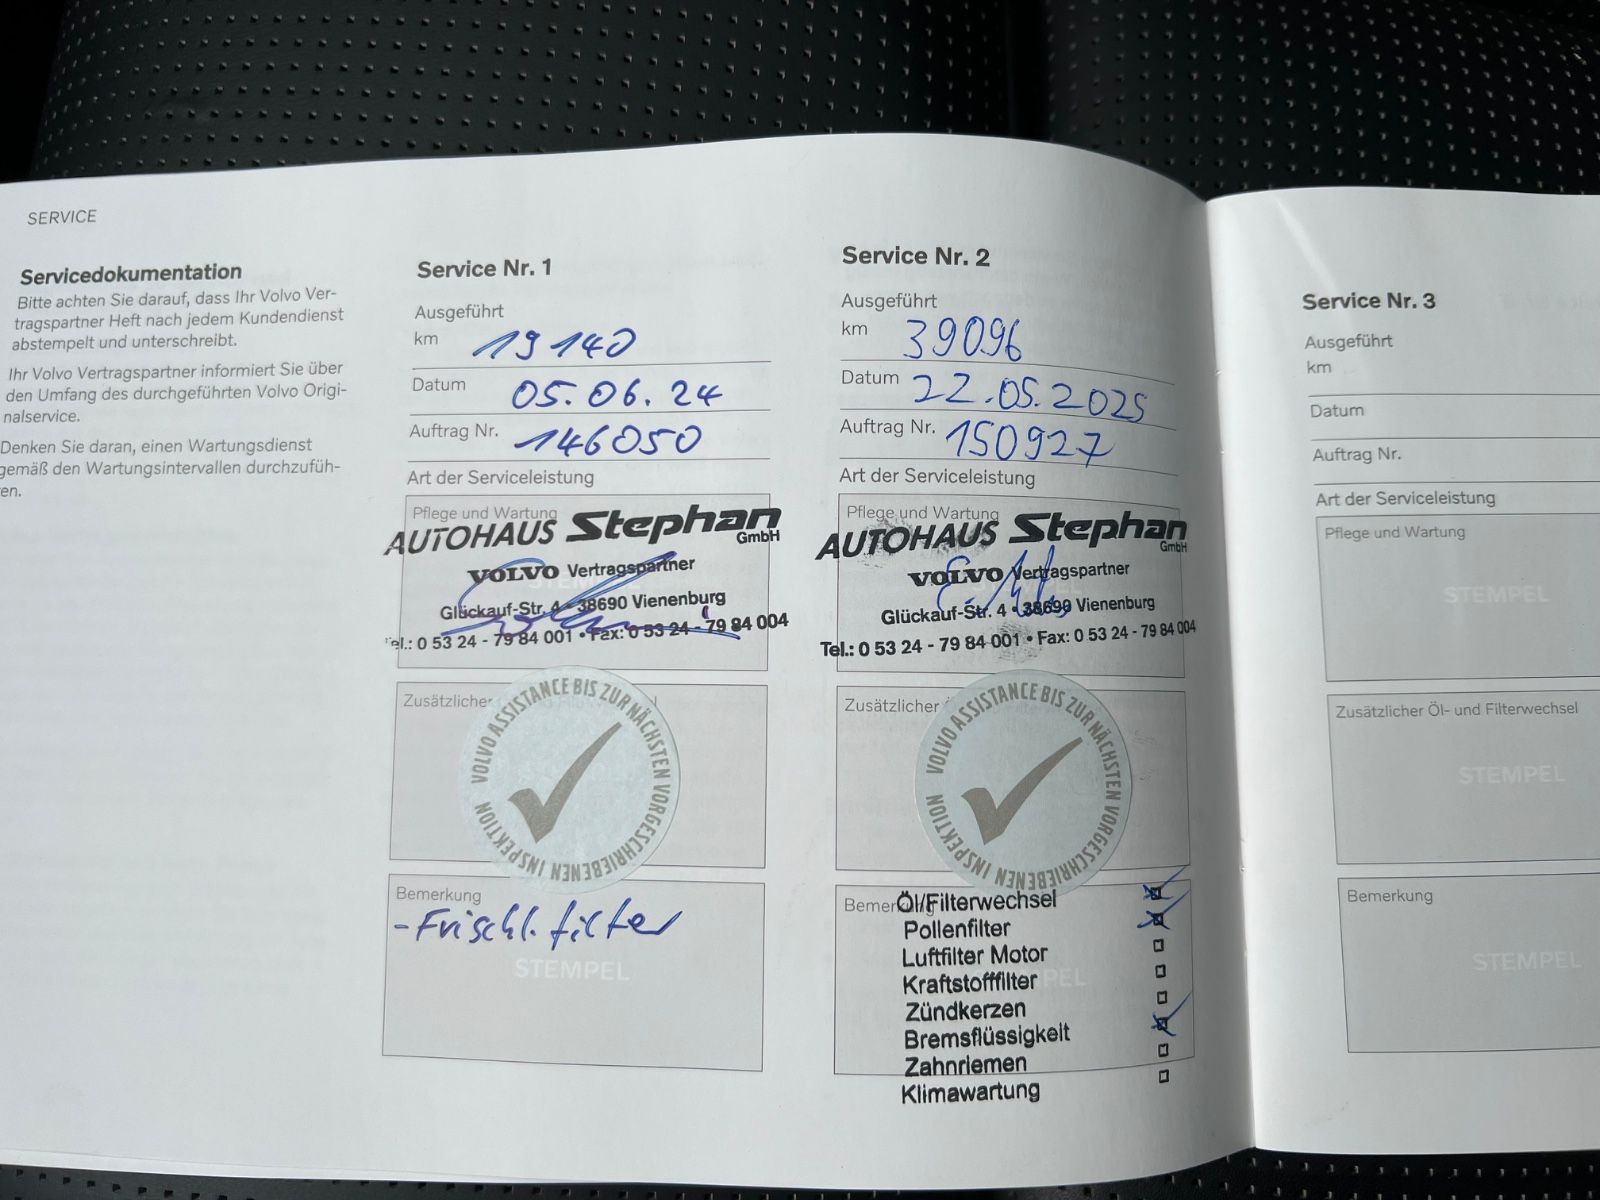 SERVICE
Servicedokumentation
Bitte achten Sie darauf, dass Ihr Volvo Ver-
tragspartner Heft nach jedem Kundendienst
abstempelt und unterschreibt.
Ihr Volvo Vertragspartner informiert Sie über
den Umfang des durchgeführten Volvo Origi-
nalservice.
Denken Sie daran, einen Wartungsdienst
gemäß den Wartungsintervallen durchzufüh-
en.
Service Nr. 1
Ausgeführt
km 19 140
Datum 05.06.24
Auftrag Nr. 146050
Art der Serviceleistung
Pflege und Wartung
AUTOHAUS Stephan
GmbH
VOLVO Vertragspartner
Glückauf-Str. 4 • 38690 Vienenburg
Tel.: 0 53 24 - 79 84 001 • Fax: 0 53 24 - 79 84 004
Zusätzlicher
VOLVO ASSISTANCE BIS ZUR NÄCHSTEN VORGESCHRIEBENEN INSPEKTION
Bemerkung
- Frischl. filter
STEMPEL
Service Nr. 2
Ausgeführt
km 39096
Datum 22.05.2025
Auftrag Nr. 150927
Art der Serviceleistung
Pflege und Wartung
AUTOHAUS Stephan
GmbH
VOLVO Vertragspartner
Glückauf-Str. 4 • 38690 Vienenburg
Tel.: 0 53 24 - 79 84 001 • Fax: 0 53 24 - 79 84 004
Zusätzlicher
VOLVO ASSISTANCE BIS ZUR NÄCHSTEN VORGESCHRIEBENEN INSPEKTION
Bemerkung
Öl/Filterwechsel
Pollenfilter
Luftfilter Motor
Kraftstofffilter
Zündkerzen
Bremsflüssigkeit
Zahnriemen
Klimawartung
Service Nr. 3
Ausgeführt
km
Datum
Auftrag Nr.
Art der Serviceleistung
Pflege und Wartung
STEMPEL
Zusätzlicher Öl- und Filterwechsel
STEMPEL
Bemerkung
STEMPEL